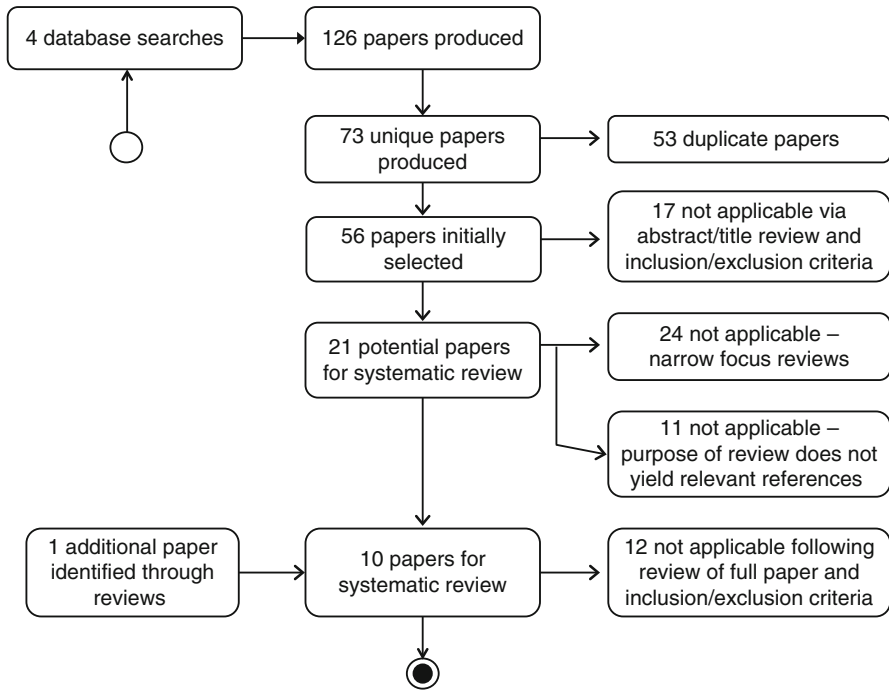 4 database searches
126 papers produced
73 unique papers
produced
53 duplicate papers
56 papers initially
selected
17 not applicable via
abstract/title review and
inclusion/exclusion criteria
21 potential papers
for systematic review
24 not applicable –
narrow focus reviews
11 not applicable –
purpose of review does not
yield relevant references
1 additional paper
identified through
reviews
10 papers for
systematic review
12 not applicable following
review of full paper and
inclusion/exclusion criteria